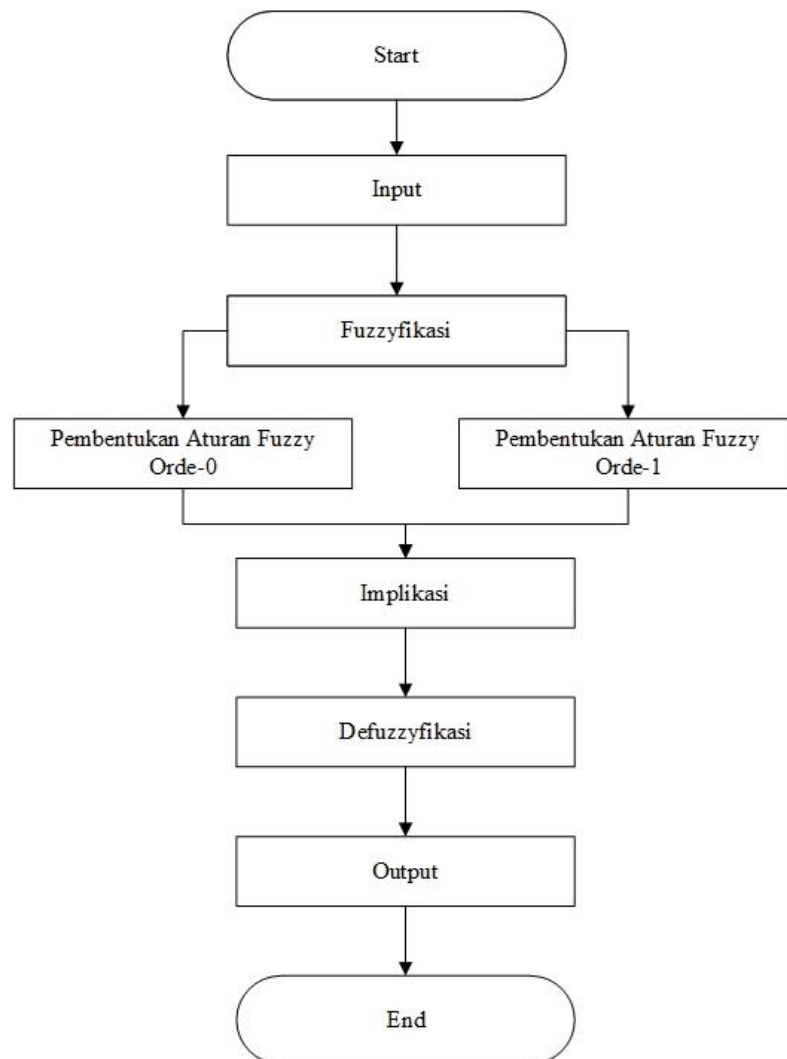 Start
Input
Fuzzyfikasi
Pembentukan Aturan Fuzzy
Orde-0
Pembentukan Aturan Fuzzy
Orde-1
Implikasi
Defuzzyfikasi
Output
End